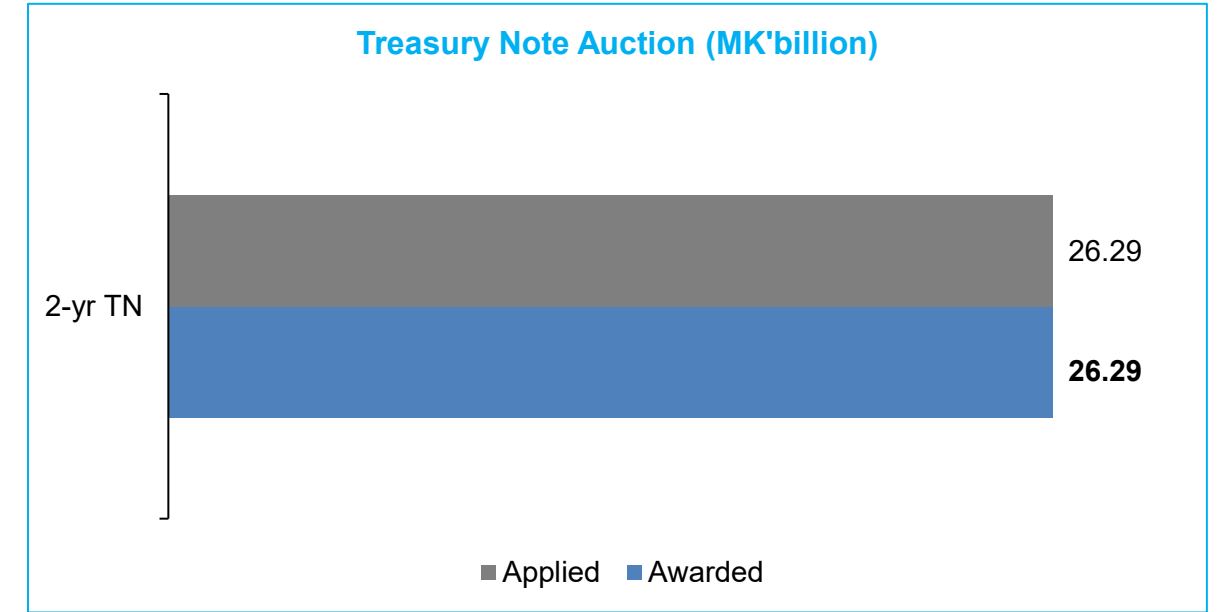 Treasury Note Auction (MK'billion)
26.29
2-yr TN
26.29
Applied Awarded